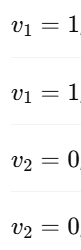 v₁ = 1,
v₁ = 1,
v₂ = 0,
v₂ = 0,